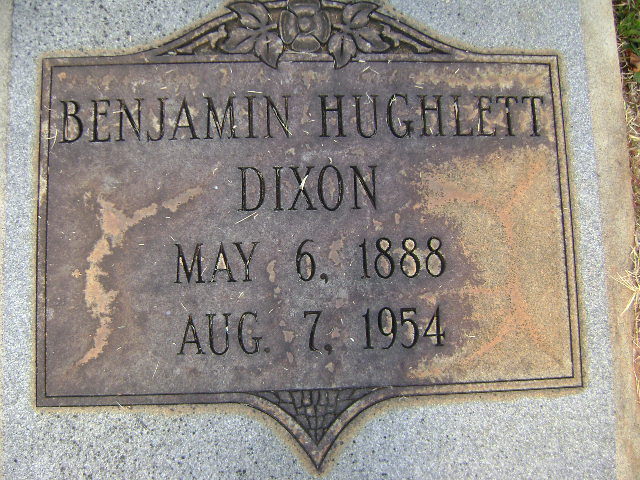 BENJAMIN HUGHLETT
DIXON
MAY 6, 1888
AUG. 7, 1954